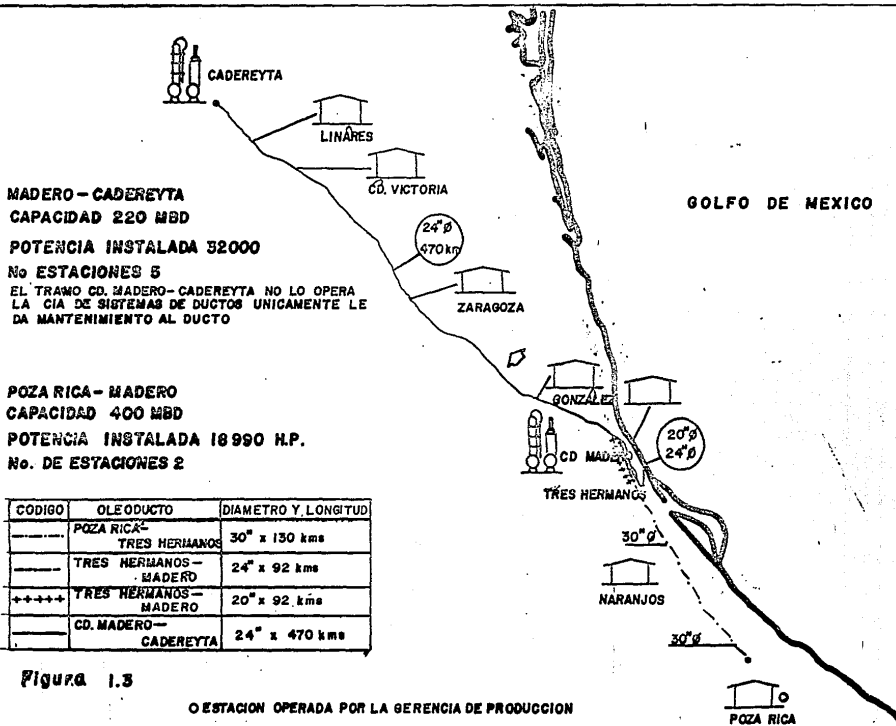 CADEREYTA
LINARES
CD. VICTORIA
MADERO-CADEREYTA
CAPACIDAD 220 MBD
POTENCIA INSTALADA 32000
No ESTACIONES 5
EL TRAMO CD. MADERO-CADEREYTA NO LO OPERA
LA CIA DE SISTEMAS DE DUCTOS UNICAMENTE LE
DA MANTENIMIENTO AL DUCTO
GOLFO DE MEXICO
24"Ø
470km
ZARAGOZA
POZA RICA-MADERO
CAPACIDAD 400 MBD
POTENCIA INSTALADA 18990 H.P.
No. DE ESTACIONES 2
GONZALEZ
20"Ø
24"Ø
CD MADERO
TRES HERMANOS
30"Ø
NARANJOS
30"Ø
POZA RICA
CODIGO OLEODUCTO DIAMETRO Y LONGITUD
POZA RICA-
TRES HERMANOS 30" x 130 kms
TRES HERMANOS-
MADERO 24" x 92 kms
TRES HERMANOS-
MADERO 20" x 92 kms
CD. MADERO-
CADEREYTA 24" x 470 kms
Figura 1.3
O ESTACION OPERADA POR LA GERENCIA DE PRODUCCION